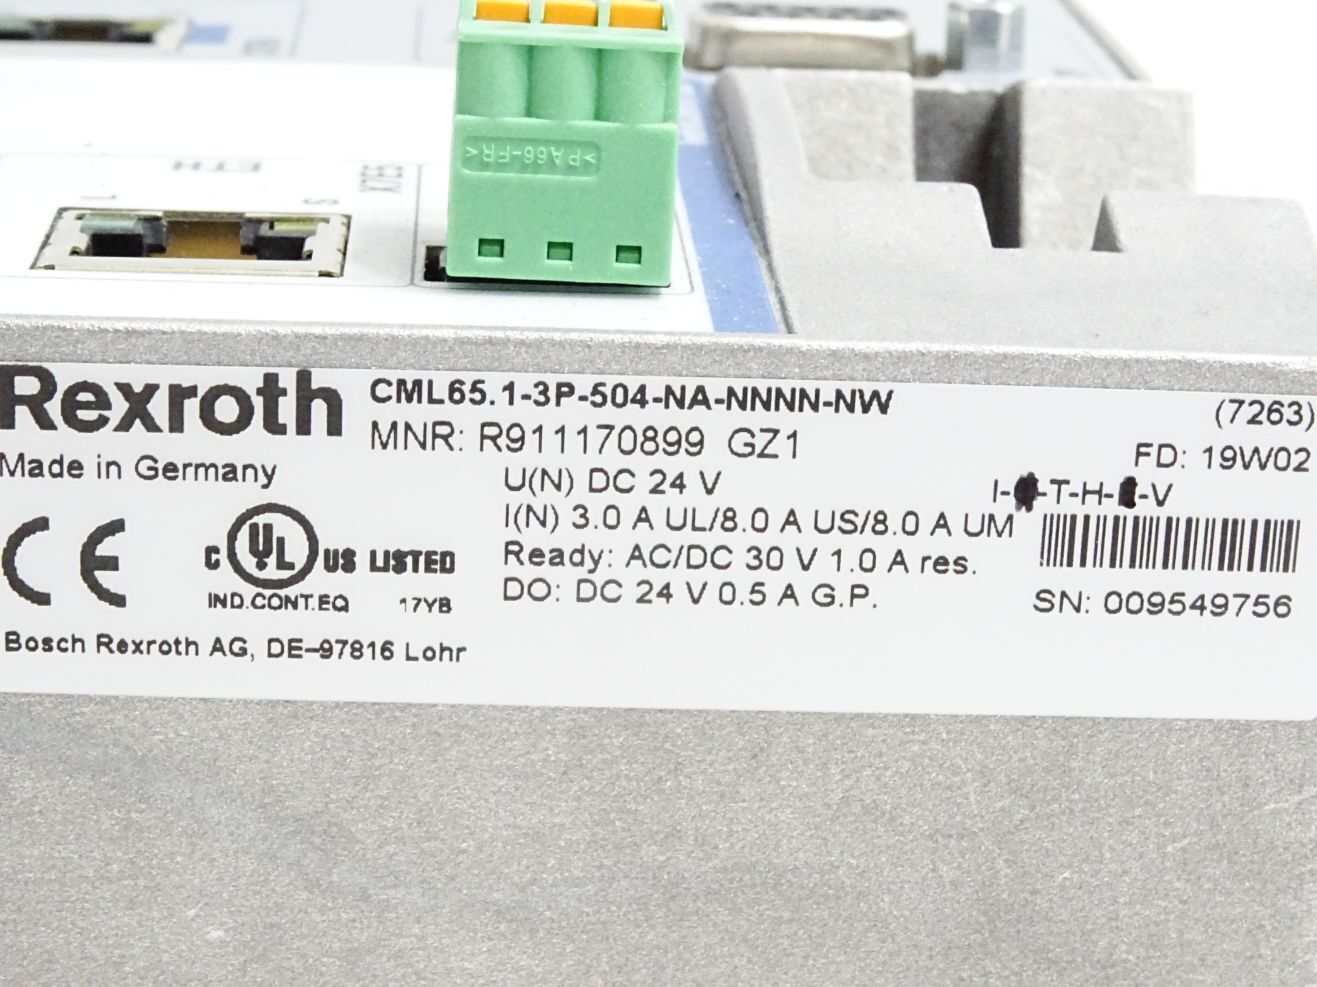 >PA66-FR<
ETH
X7E5
L
S
Rexroth
CML65.1-3P-504-NA-NNNN-NW
(7263)
MNR: R911170899 GZ1
FD: 19W02
Made in Germany
U(N) DC 24 V
I-
-T-H-
-V
I(N) 3.0 A UL/8.0 A US/8.0 A UM
Ready: AC/DC 30 V 1.0 A res.
DO: DC 24 V 0.5 A G.P.
CE
C UL US LISTED
IND.CONT.EQ 17YB
SN: 009549756
Bosch Rexroth AG, DE-97816 Lohr